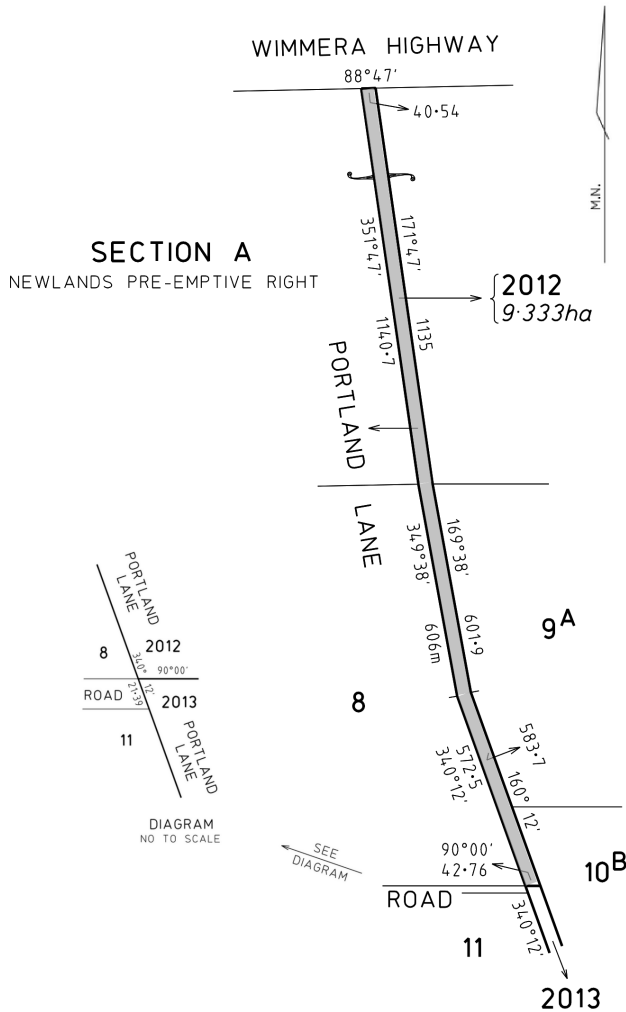 WIMMERA HIGHWAY
88°47'
40·54
M.N.
351°47'
171°47'
SECTION A
NEWLANDS PRE-EMPTIVE RIGHT
2012
9·333ha
1140·7
1135
PORTLAND
LANE
349°38'
169°38'
606m
601·9
9A
8
PORTLAND
LANE
8
2012
340°
12'
90°00'
ROAD
21·39
2013
11
PORTLAND
LANE
DIAGRAM
NO TO SCALE
572·5
340°12'
583·7
160°
12'
SEE
DIAGRAM
90°00'
42·76
10B
ROAD
340°12'
11
2013